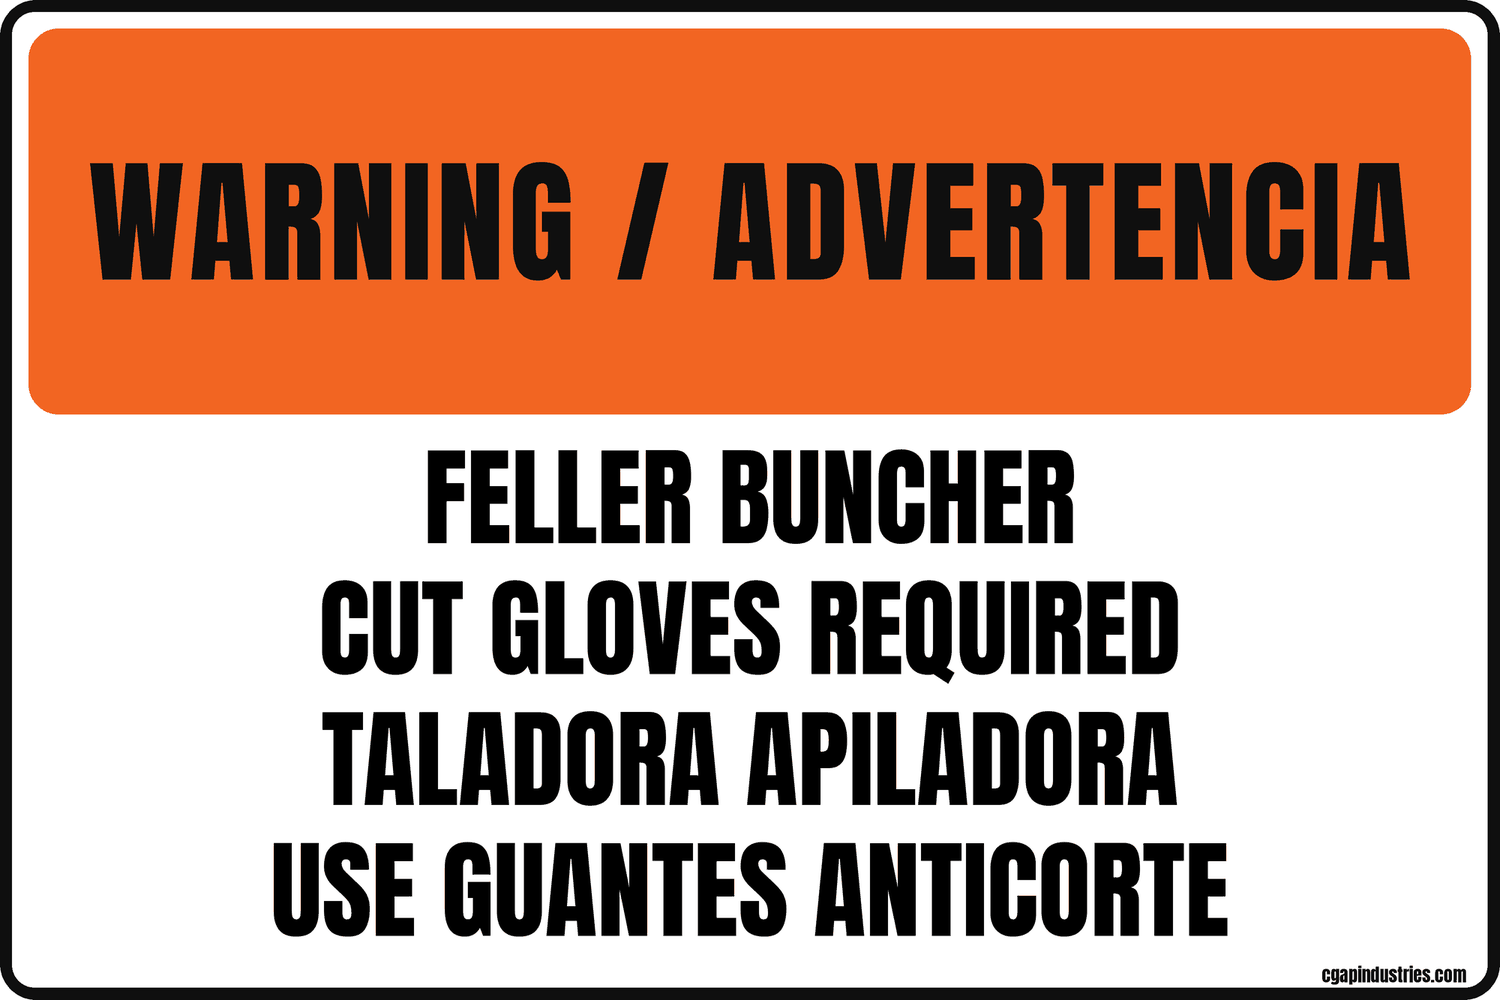 WARNING / ADVERTENCIA
FELLER BUNCHER
CUT GLOVES REQUIRED
TALADORA APILADORA
USE GUANTES ANTICORTE
cgapindustries.com